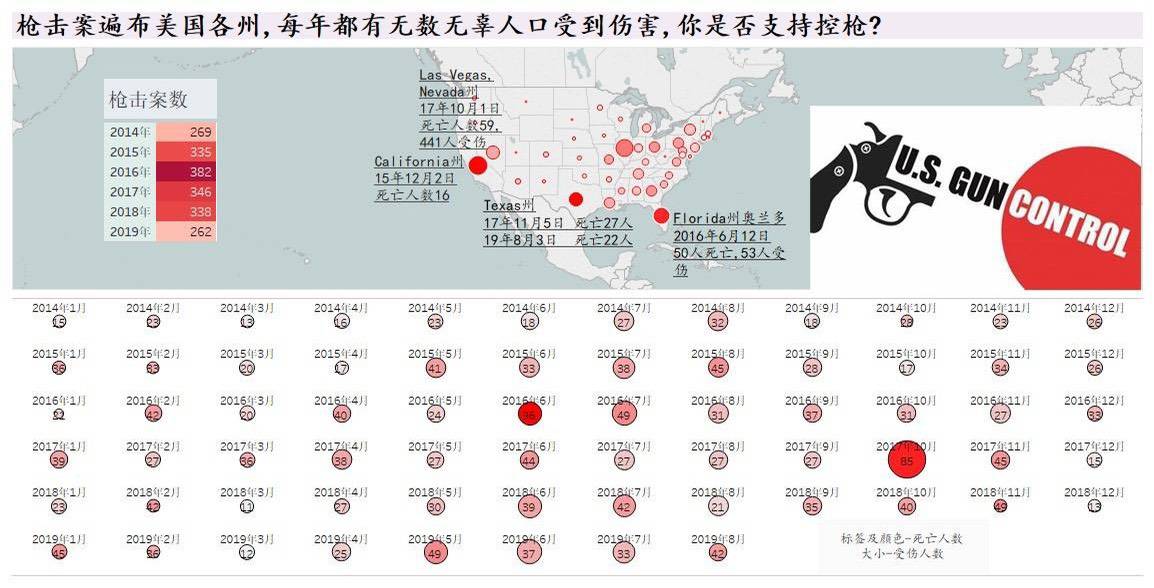 枪击案遍布美国各州,每年都有无数无辜人口受到伤害,你是否支持控枪?
Las Vegas,
Nevada州
17年10月1日
死亡人数59,
441人受伤
California州
15年12月2日
死亡人数16
Texas州
17年11月5日 死亡27人
19年8月3日 死亡22人
Florida州奥兰多
2016年6月12日
50人死亡,53人受
伤
枪击案数
2014年 269
2015年 335
2016年 382
2017年 346
2018年 338
2019年 262
U.S. GUN CONTROL
2014年1月 2014年2月 2014年3月 2014年4月 2014年5月 2014年6月 2014年7月 2014年8月 2014年9月 2014年10月 2014年11月 2014年12月
15 23 13 16 23 18 27 32 18 28 23 26
2015年1月 2015年2月 2015年3月 2015年4月 2015年5月 2015年6月 2015年7月 2015年8月 2015年9月 2015年10月 2015年11月 2015年12月
36 33 20 17 41 33 38 45 28 17 34 26
2016年1月 2016年2月 2016年3月 2016年4月 2016年5月 2016年6月 2016年7月 2016年8月 2016年9月 2016年10月 2016年11月 2016年12月
42 20 40 24 96 49 31 37 31 27 33
2017年1月 2017年2月 2017年3月 2017年4月 2017年5月 2017年6月 2017年7月 2017年8月 2017年9月 2017年10月 2017年11月 2017年12月
39 27 36 38 27 44 27 27 27 85 45 15
2018年1月 2018年2月 2018年3月 2018年4月 2018年5月 2018年6月 2018年7月 2018年8月 2018年9月 2018年10月 2018年11月 2018年12月
23 42 11 27 30 39 42 21 35 40 49 13
2019年1月 2019年2月 2019年3月 2019年4月 2019年5月 2019年6月 2019年7月 2019年8月
45 36 12 25 49 37 33 42
标签及颜色-死亡人数
大小-受伤人数